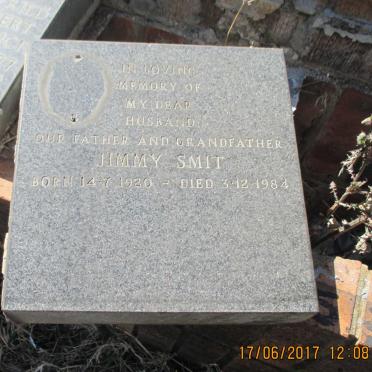 IN LOVING
MEMORY OF
MY DEAR
HUSBAND
OUR FATHER AND GRANDFATHER
JIMMY SMIT
BORN 14·7·1920 - DIED 3·12·1984
17/06/2017 12:08